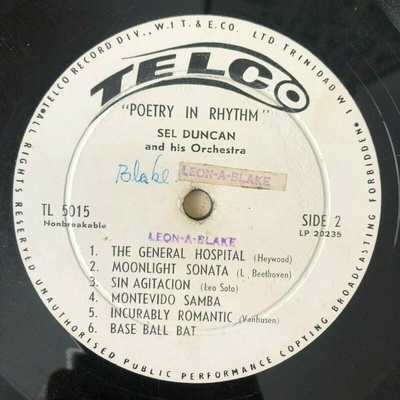 TELCO RECORD DIV., W.I.T. & E.CO. LTD. TRINIDAD W I
TELCO
"POETRY IN RHYTHM"
SEL DUNCAN
and his Orchestra
Blake LEON-A-BLAKE
TL 5015
Nonbreakable
SIDE 2
LP 20235
LEON-A-BLAKE
1. THE GENERAL HOSPITAL (Heywood)
2. MOONLIGHT SONATA (L. Beethoven)
3. SIN AGITACION (Leo Soto)
4. MONTEVIDO SAMBA
5. INCURABLY ROMANTIC (Vanhusen)
6. BASE BALL BAT
ALL RIGHTS RESERVED UNAUTHORISED PUBLIC PERFORMANCE COPYING BROADCASTING FORBIDDEN.